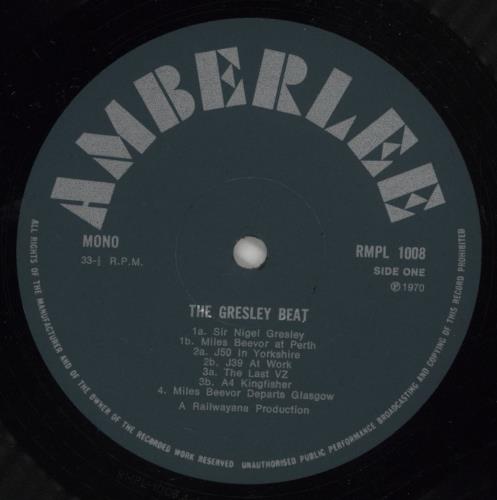 AMBERLEE
MONO
33-⅓ R.P.M.
RMPL 1008
SIDE ONE
℗1970
THE GRESLEY BEAT
1a. Sir Nigel Gresley
1b. Miles Beevor at Perth
2a. J50 In Yorkshire
2b. J39 At Work
3a. The Last VZ
3b. A4 Kingfisher
4. Miles Beevor Departs Glasgow
A Railwayana Production
ALL RIGHTS OF THE MANUFACTURER AND OF THE OWNER OF THE RECORDED WORK RESERVED UNAUTHORISED PUBLIC PERFORMANCE BROADCASTING AND COPYING OF THIS RECORD PROHIBITED